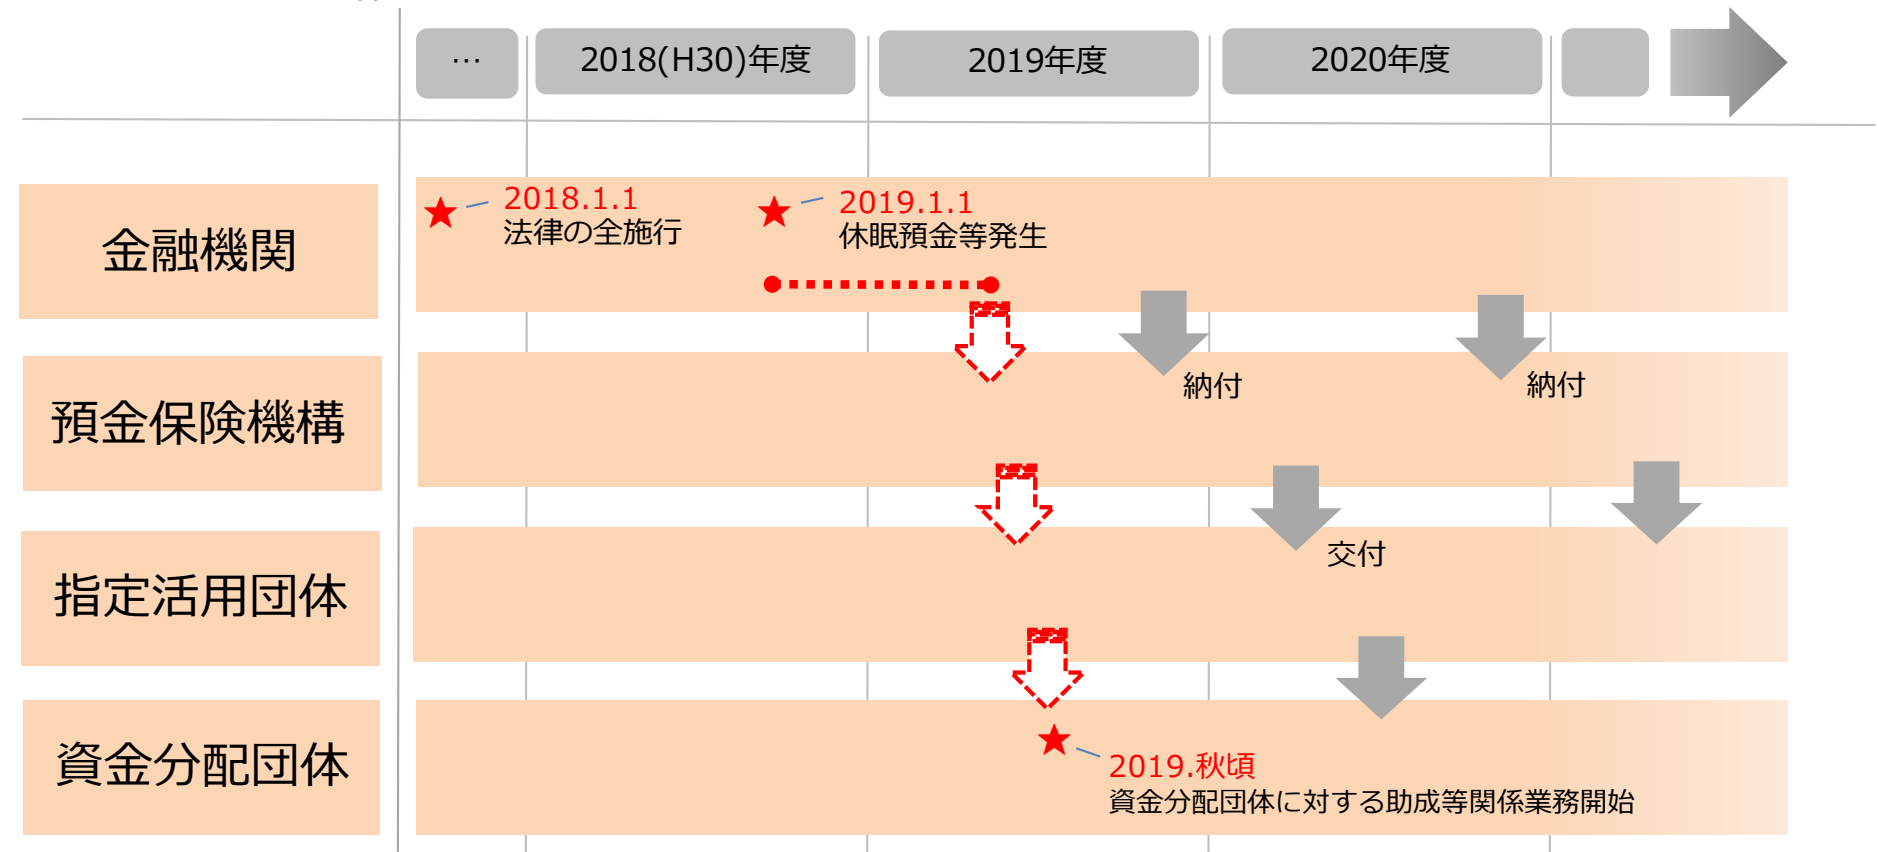 …
2018(H30)年度
2019年度
2020年度
金融機関
2018.1.1
法律の全施行
2019.1.1
休眠預金等発生
預金保険機構
納付
納付
指定活用団体
交付
資金分配団体
2019.秋頃
資金分配団体に対する助成等関係業務開始